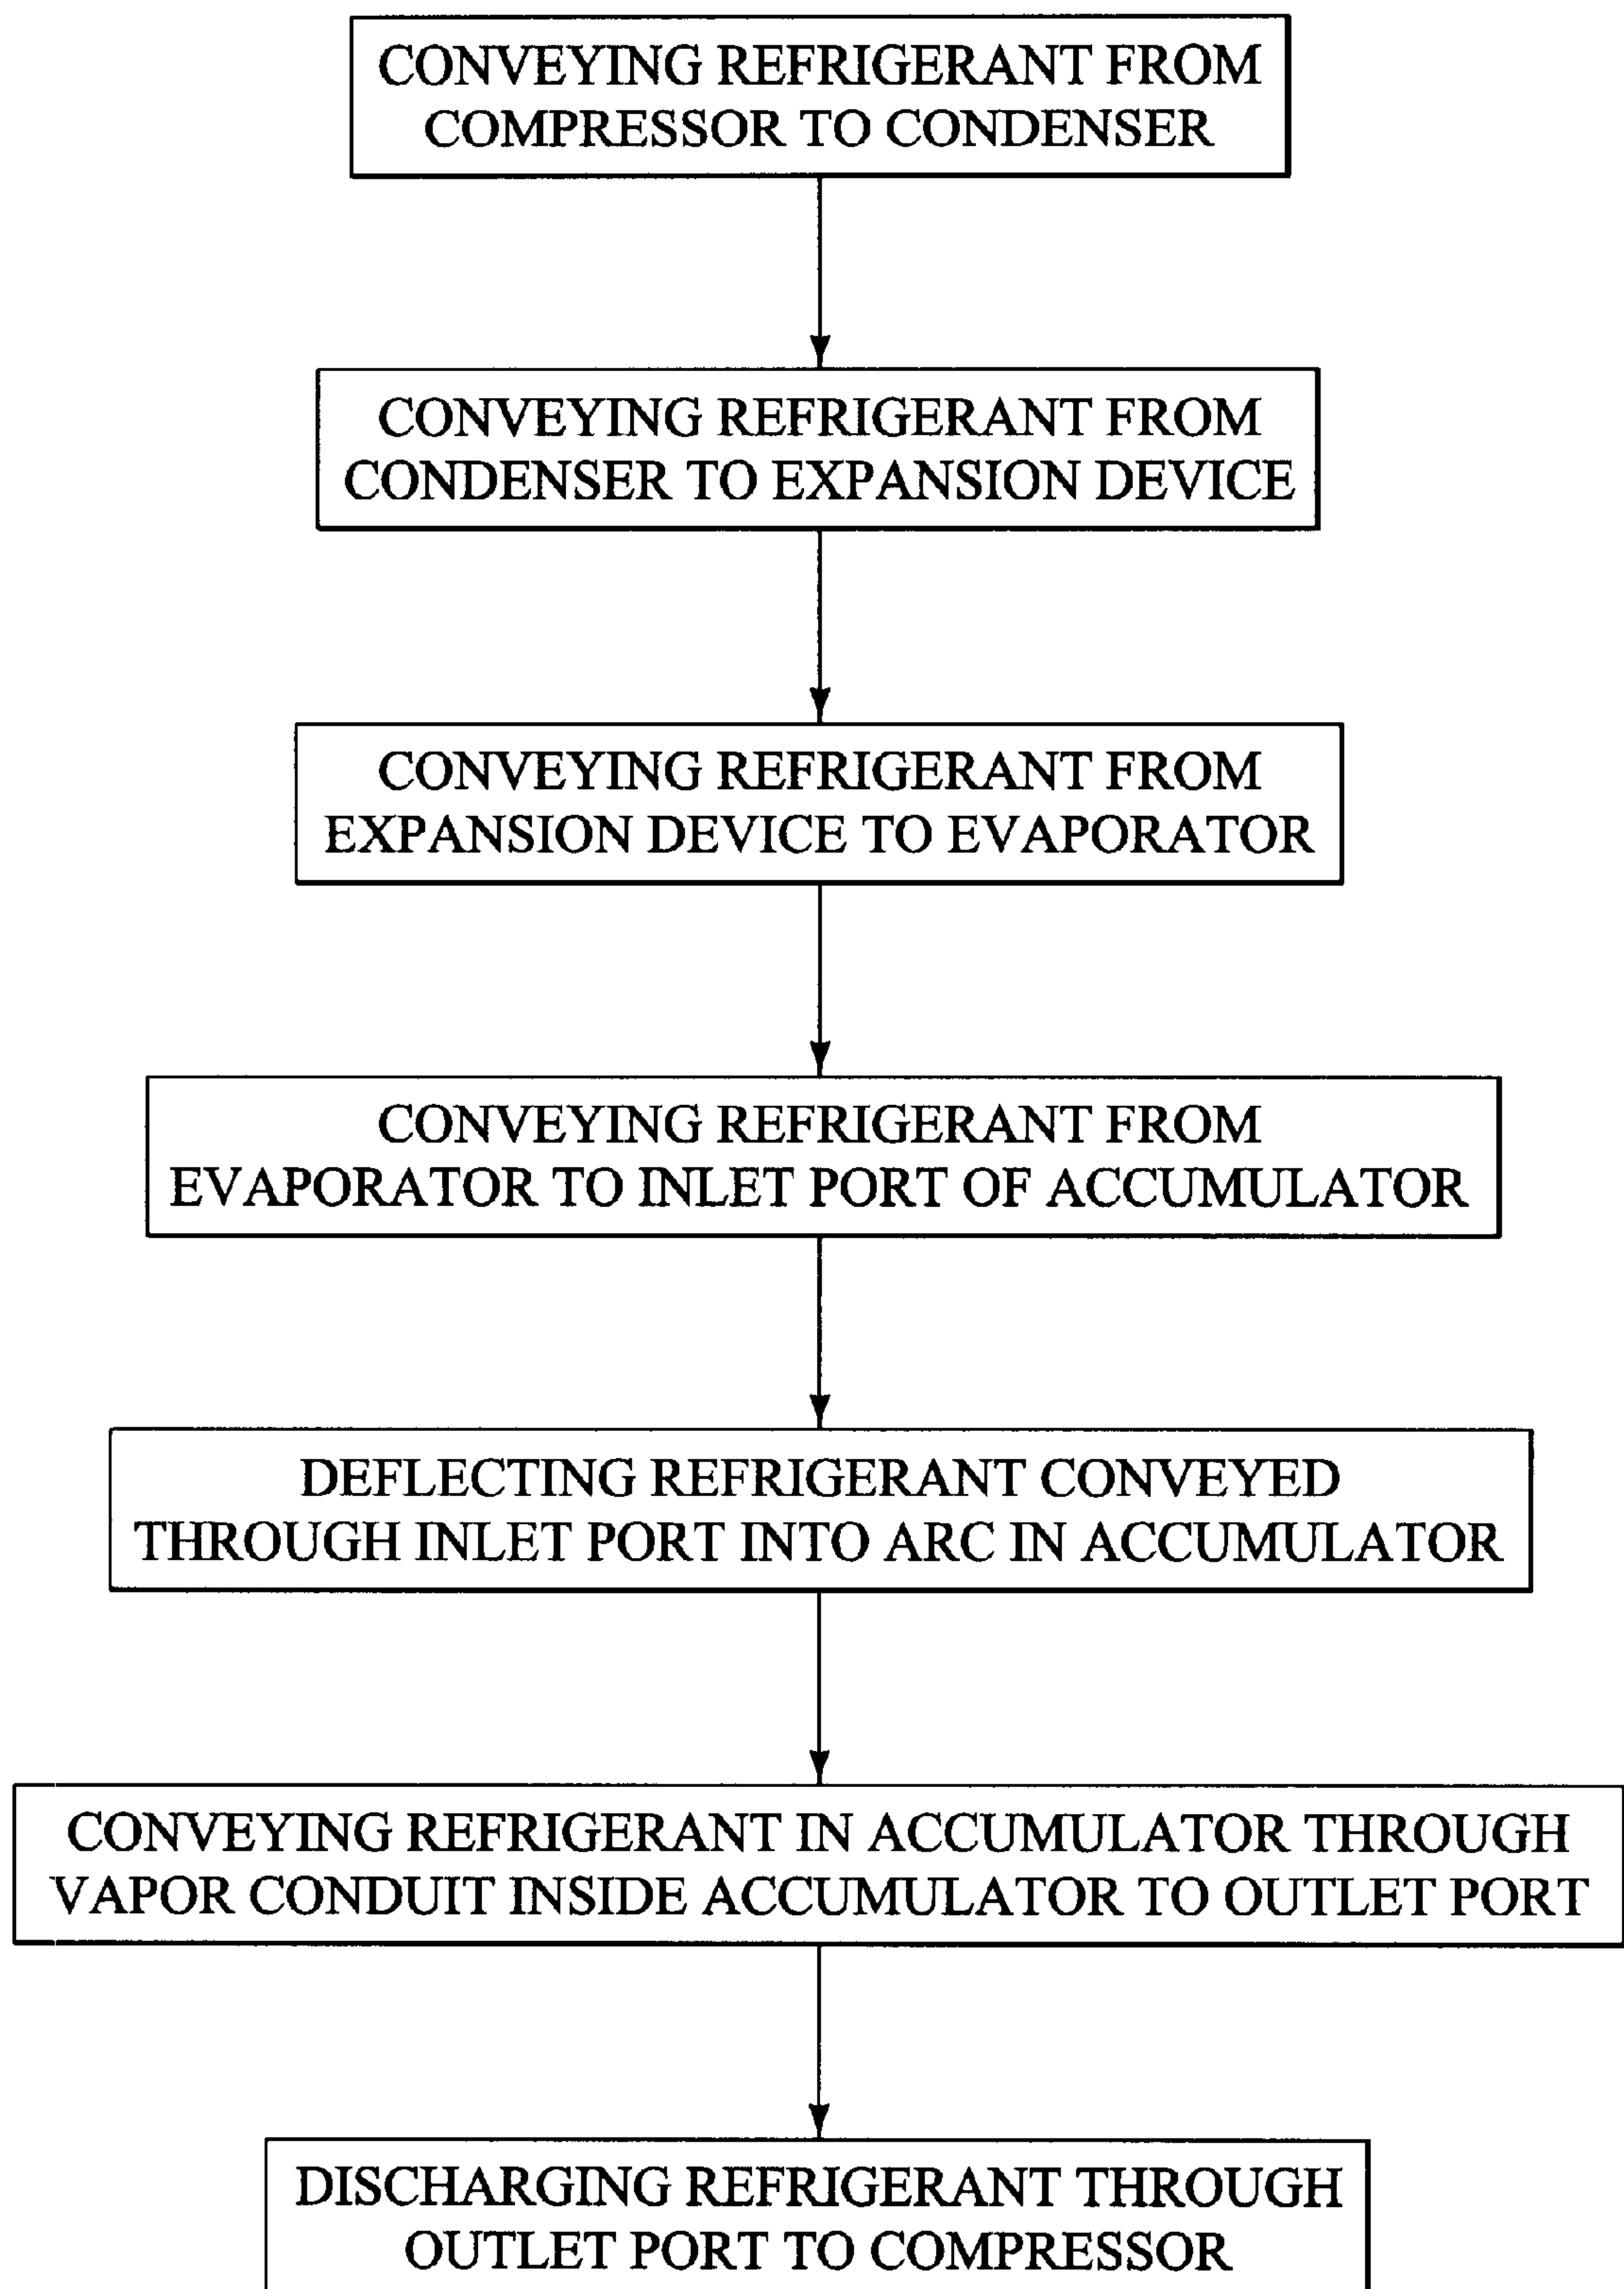 CONVEYING REFRIGERANT FROM
COMPRESSOR TO CONDENSER
CONVEYING REFRIGERANT FROM
CONDENSER TO EXPANSION DEVICE
CONVEYING REFRIGERANT FROM
EXPANSION DEVICE TO EVAPORATOR
CONVEYING REFRIGERANT FROM
EVAPORATOR TO INLET PORT OF ACCUMULATOR
DEFLECTING REFRIGERANT CONVEYED
THROUGH INLET PORT INTO ARC IN ACCUMULATOR
CONVEYING REFRIGERANT IN ACCUMULATOR THROUGH
VAPOR CONDUIT INSIDE ACCUMULATOR TO OUTLET PORT
DISCHARGING REFRIGERANT THROUGH
OUTLET PORT TO COMPRESSOR